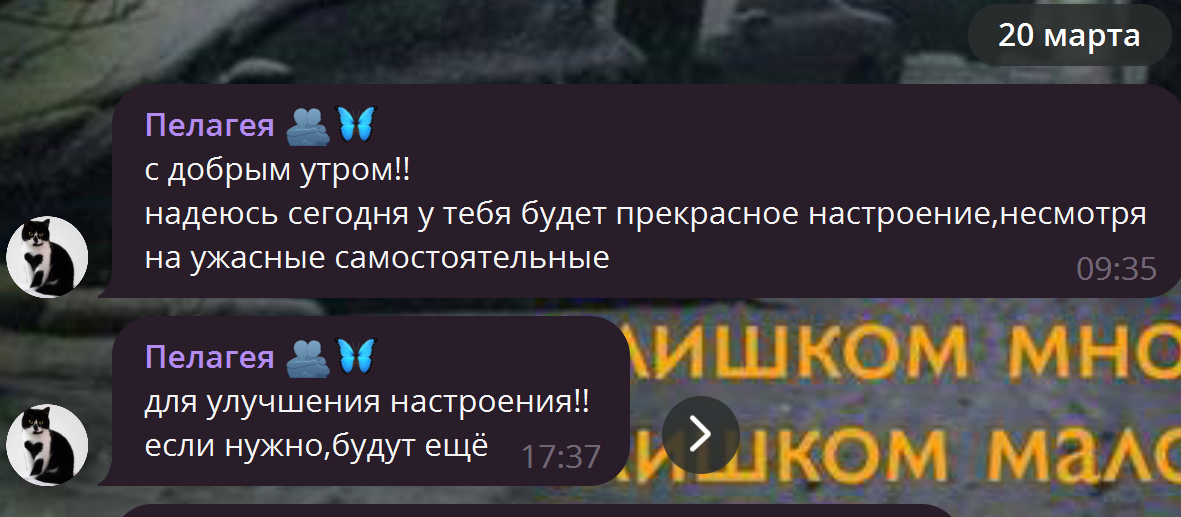 20 марта
Пелагея 🫂🦋
с добрым утром!!
надеюсь сегодня у тебя будет прекрасное настроение,несмотря
на ужасные самостоятельные
09:35
Пелагея 🫂🦋
для улучшения настроения!!
если нужно,будут ещё
17:37